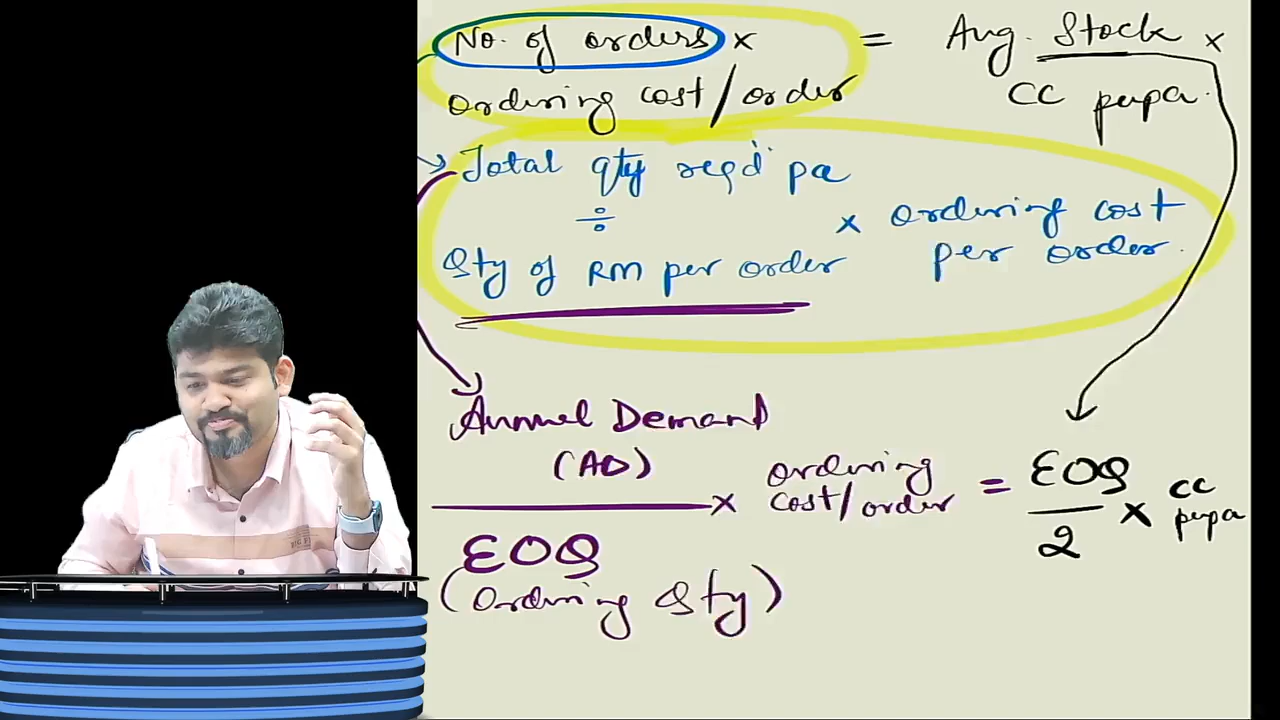 No. of orders × = Avg. Stock ×
ordering cost/order CC pupa.
Total qty reqd pa
÷ × ordering cost
Qty of RM per order per order.
Annual Demand
(AD) × ordering cost/order = EOQ / 2 × CC pupa
EOQ
(Ordering Qty)